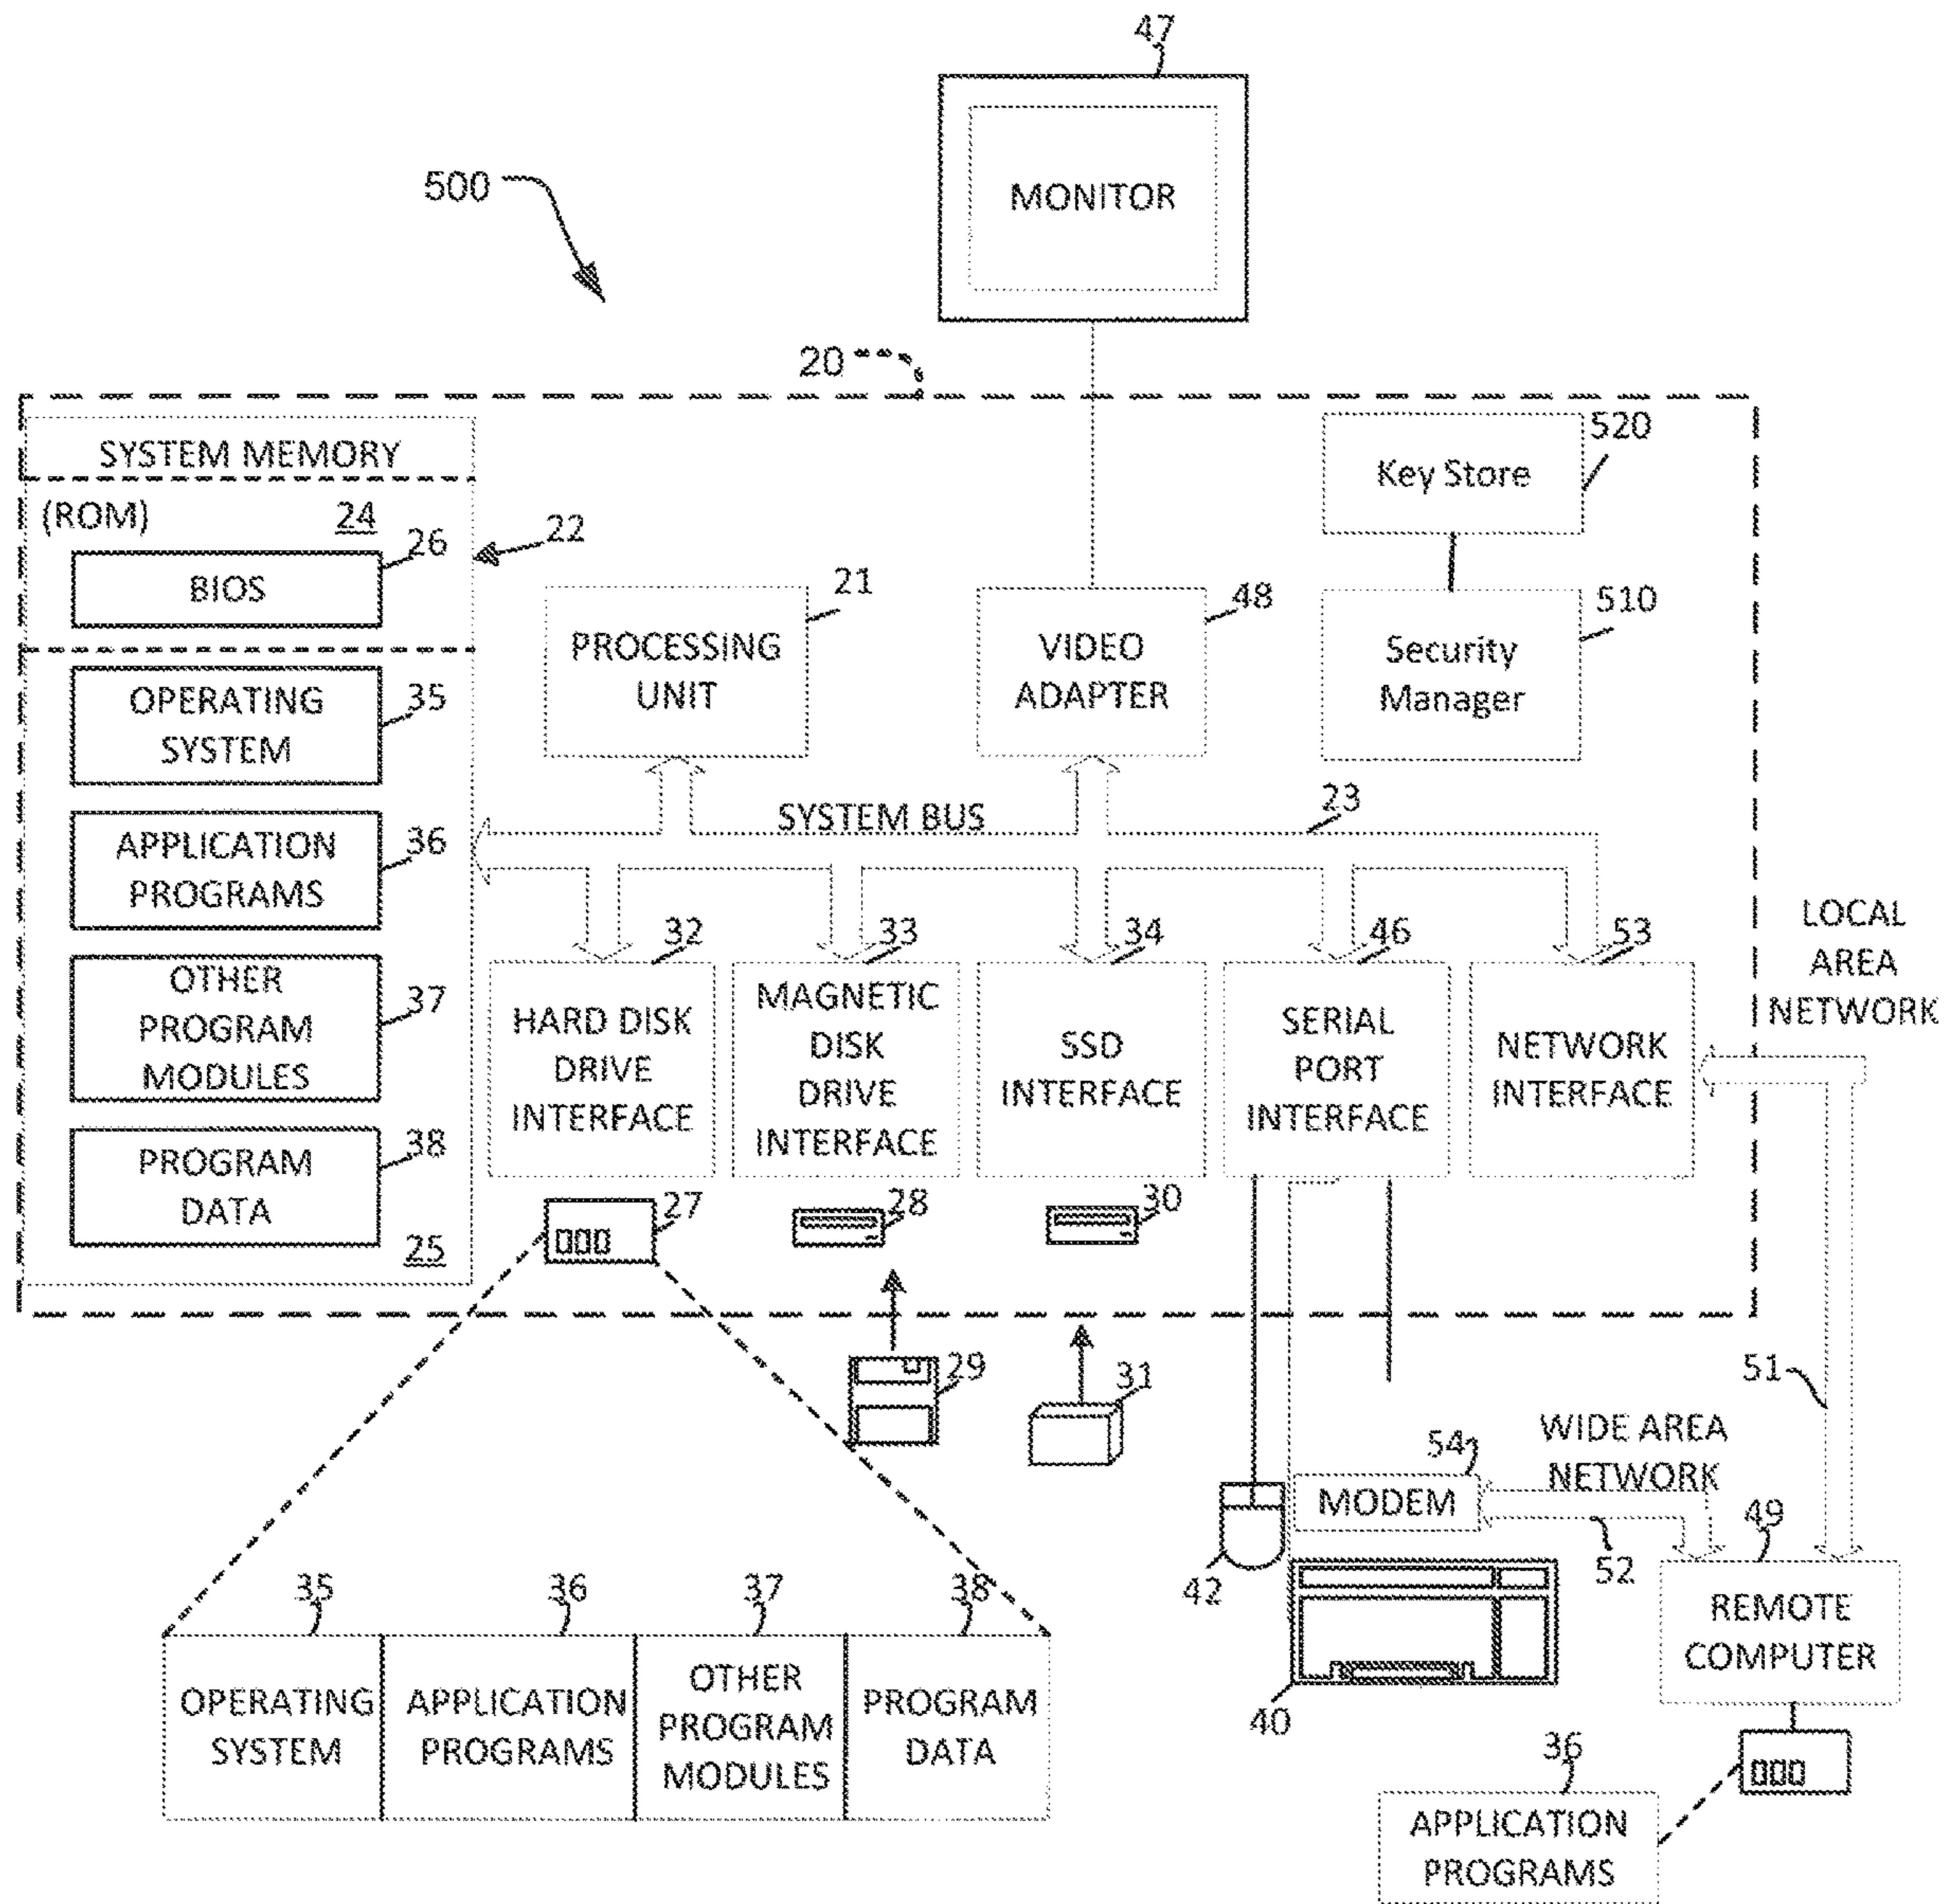 47
MONITOR
500
20
SYSTEM MEMORY
(ROM)
24
26
BIOS
22
OPERATING
SYSTEM
35
APPLICATION
PROGRAMS
36
OTHER
PROGRAM
MODULES
37
PROGRAM
DATA
38
25
PROCESSING
UNIT
21
VIDEO
ADAPTER
48
Key Store
520
Security
Manager
510
SYSTEM BUS
23
32
HARD DISK
DRIVE
INTERFACE
33
MAGNETIC
DISK
DRIVE
INTERFACE
34
SSD
INTERFACE
46
SERIAL
PORT
INTERFACE
53
NETWORK
INTERFACE
LOCAL
AREA
NETWORK
27
28
30
29
31
51
WIDE AREA
NETWORK
54
MODEM
52
49
REMOTE
COMPUTER
42
40
35
OPERATING
SYSTEM
36
APPLICATION
PROGRAMS
37
OTHER
PROGRAM
MODULES
38
PROGRAM
DATA
36
APPLICATION
PROGRAMS